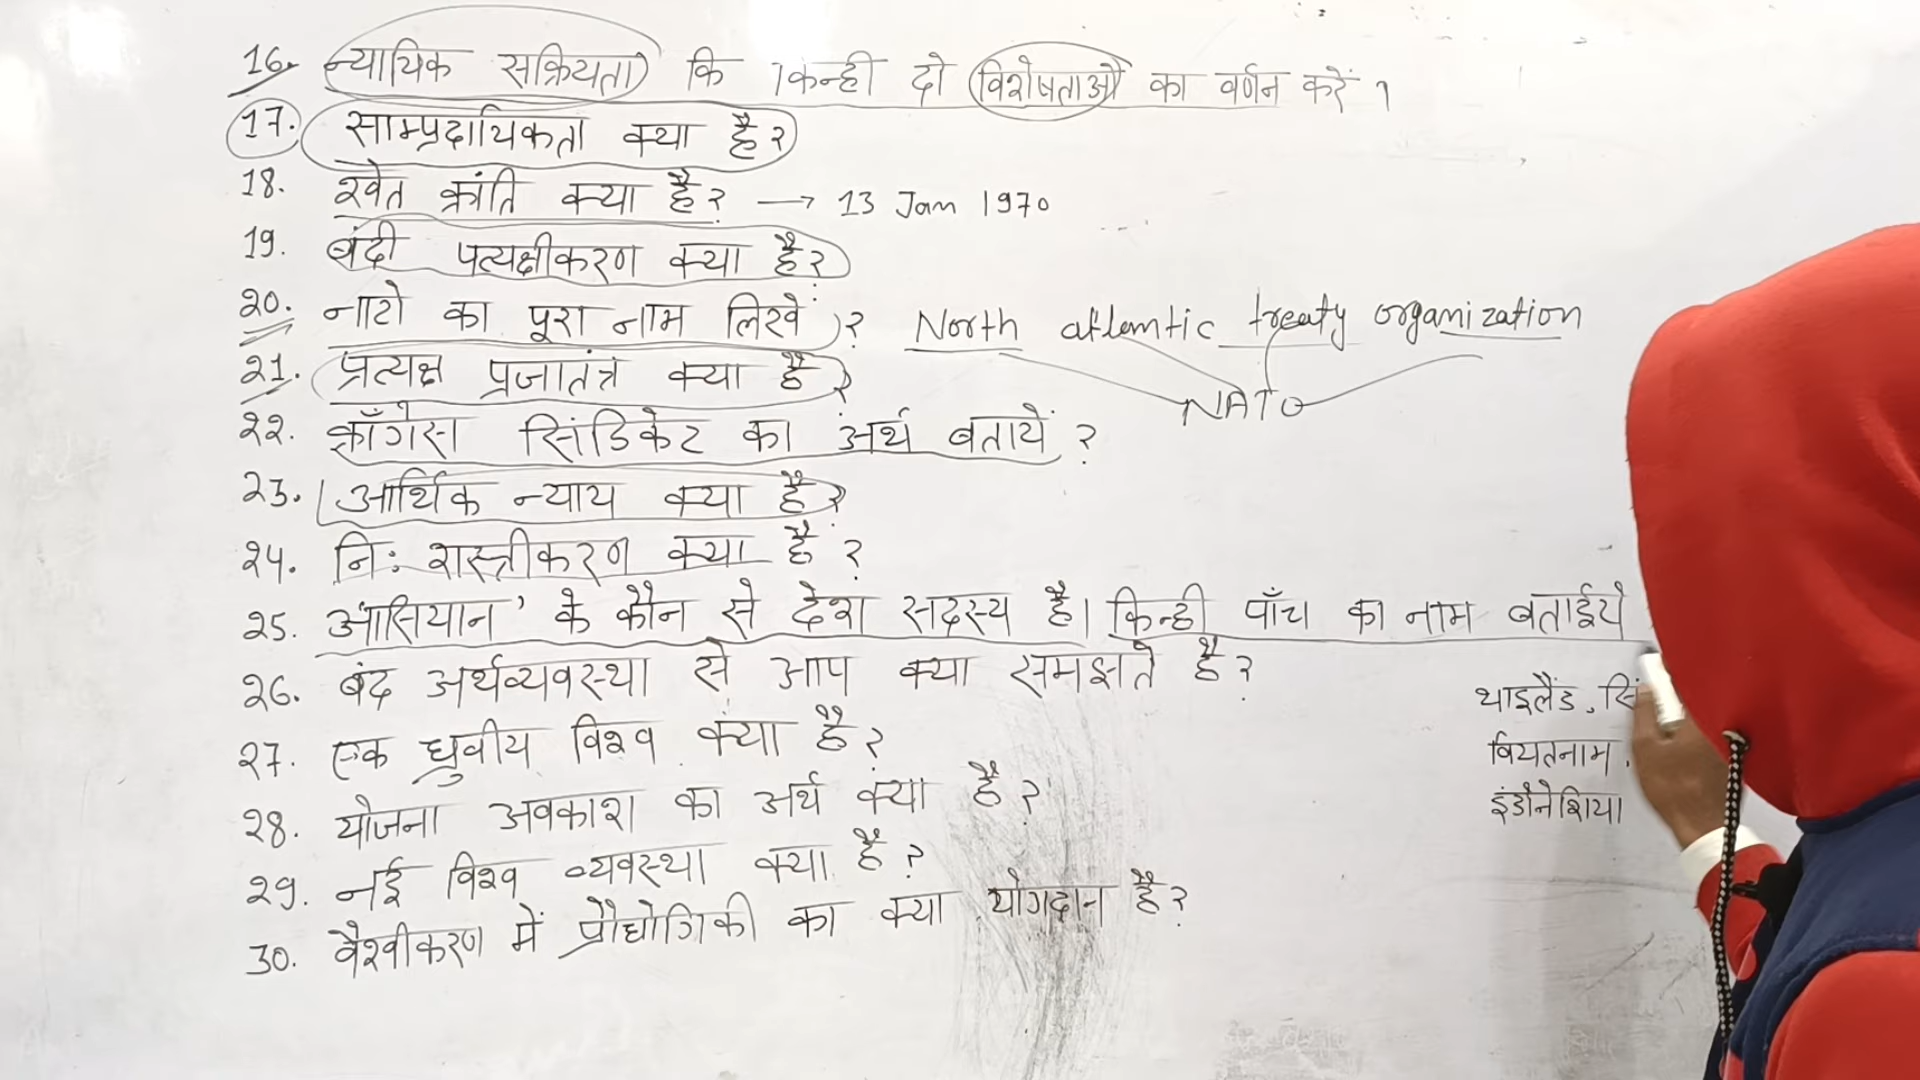 16. न्यायिक सक्रियता कि किन्ही दो विशेषताओं का वर्णन करें ?
17. साम्प्रदायिकता क्या है?
18. श्वेत क्रांति क्या है? → 13 Jan 1970
19. बंदी पत्यक्षीकरण क्या है?
20. नाटो का पूरा नाम लिखें ? North atlantic treaty organization
21. प्रत्यक्ष प्रजातंत्र क्या है?
NATO
22. काँग्रेस सिंडिकेट का अर्थ बतायें ?
23. आर्थिक न्याय क्या है?
24. नि: शस्त्रीकरण क्या है ?
25. 'आसियान' के कौन से देश सदस्य है। किन्ही पाँच का नाम बताईये
26. बंद अर्थव्यवस्था से आप क्या समझते है?
थाइलैंड, सिं
27. एक ध्रुवीय विश्व क्या है?
वियतनाम,
28. योजना अवकाश का अर्थ क्या है?
इंडोनेशिया
29. नई विश्व व्यवस्था क्या है?
30. वैश्वीकरण में प्रौद्योगिकी का क्या योगदान है?